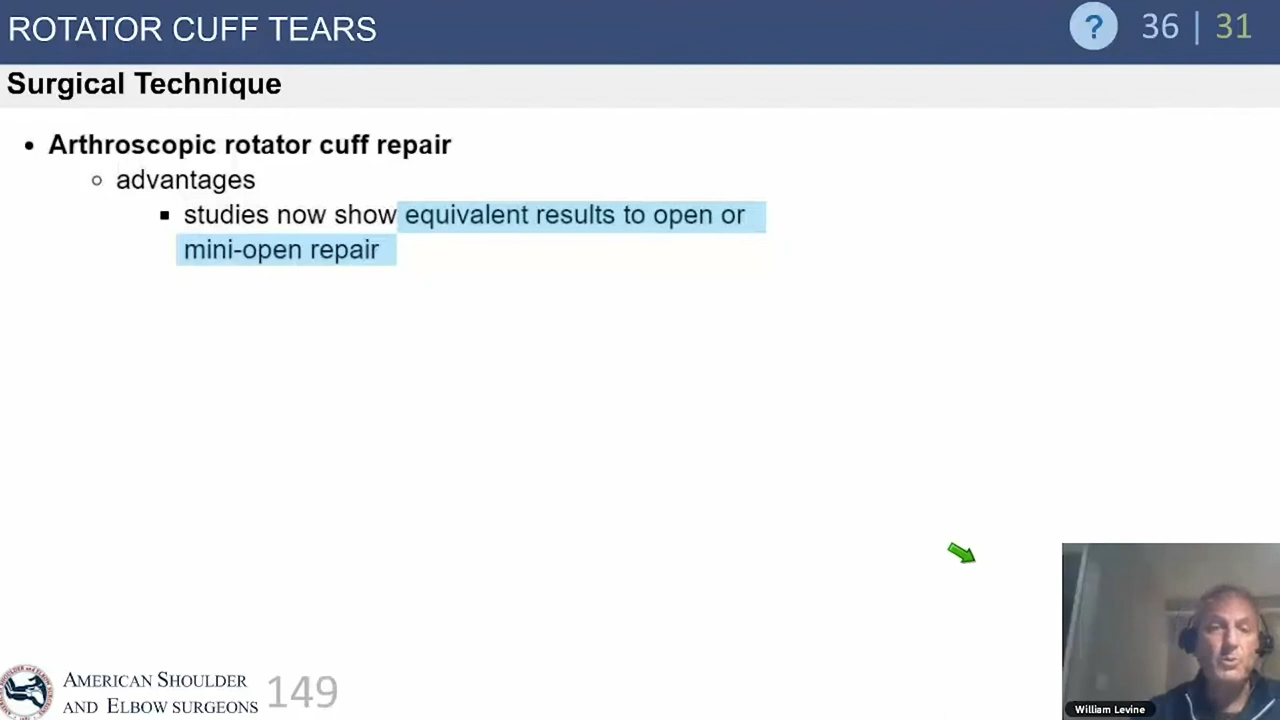 ROTATOR CUFF TEARS
? 36 | 31
Surgical Technique
• Arthroscopic rotator cuff repair
○ advantages
▪ studies now show equivalent results to open or
mini-open repair
AMERICAN SHOULDER
AND ELBOW SURGEONS
149
William Levine